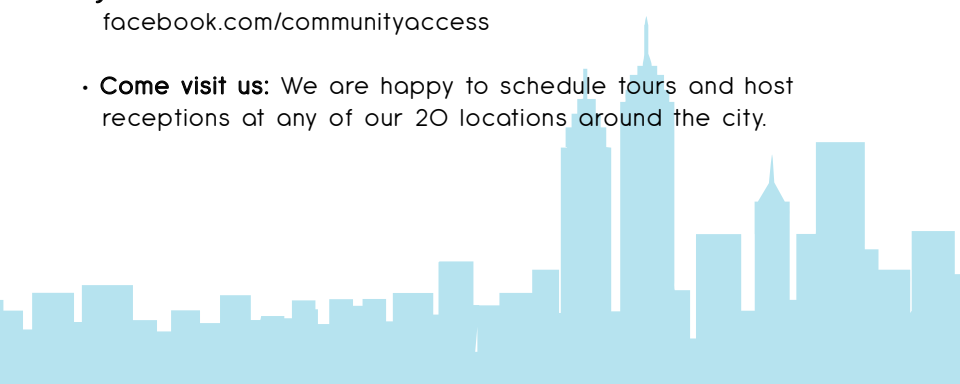 facebook.com/communityaccess
· Come visit us: We are happy to schedule tours and host
receptions at any of our 20 locations around the city.